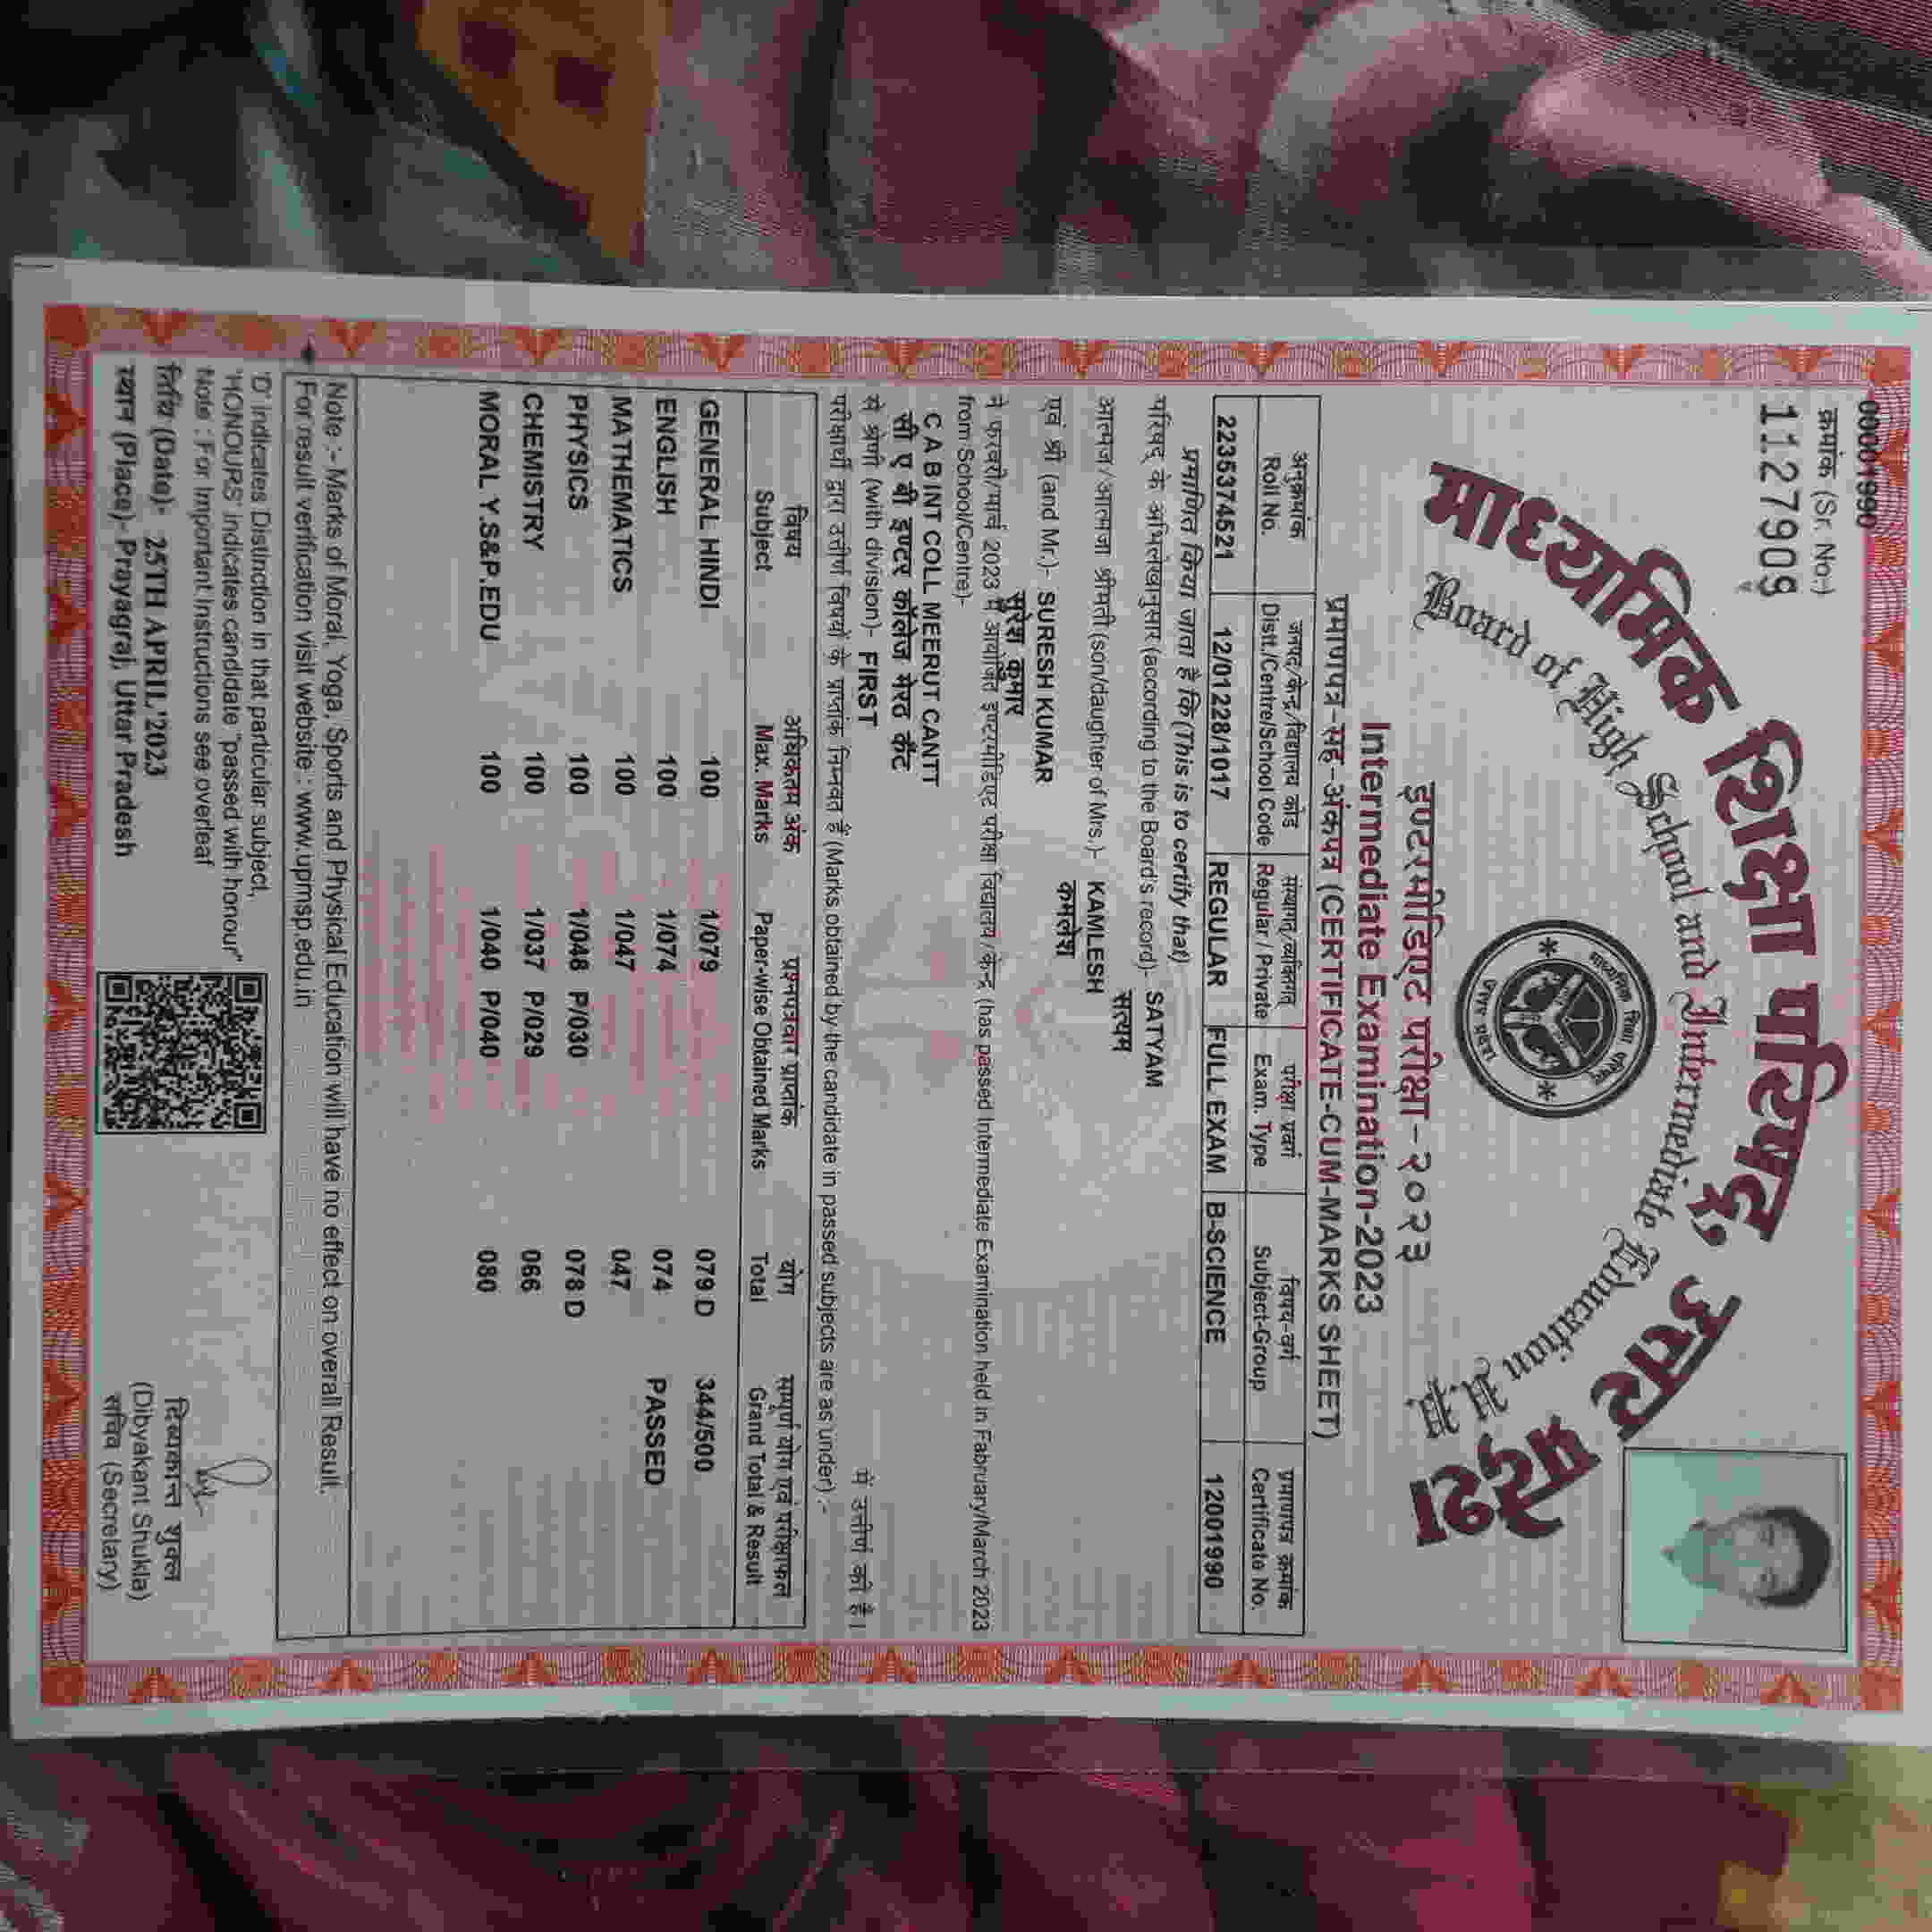 00001990
क्रमांक (Sr. No.-)
11279089
माध्यमिक शिक्षा परिषद्, उत्तर प्रदेश
Board of High School and Intermediate Education U.P.
माध्यमिक शिक्षा परिषद्
उत्तर प्रदेश
इण्टरमीडिएट परीक्षा-२०२३
Intermediate Examination-2023
प्रमाणपत्र-सह-अंकपत्र (CERTIFICATE-CUM-MARKS SHEET)
अनुक्रमांक जनपद/केन्द्र/विद्यालय कोड संस्थागत/व्यक्तिगत परीक्षा प्रवर्ग विषय-वर्ग प्रमाणपत्र क्रमांक
Roll No. Distt./Centre/School Code Regular / Private Exam. Type Subject-Group Certificate No.
2235374521 12/01228/1017 REGULAR FULL EXAM B-SCIENCE 12001990
प्रमाणित किया जाता है कि (This is to certify that)
परिषद् के अभिलेखानुसार (according to the Board's record)- SATYAM
सत्यम
आत्मज/आत्मजा श्रीमती (son/daughter of Mrs.)- KAMLESH
कमलेश
एवं श्री (and Mr.)- SURESH KUMAR
सुरेश कुमार
ने फरवरी/मार्च 2023 में आयोजित इण्टरमीडिएट परीक्षा विद्यालय/केन्द्र (has passed Intermediate Examination held in Fabruary/March 2023
from School/Centre)-
C A B INT COLL MEERUT CANTT
सी ए बी इण्टर कॉलेज मेरठ कैंट
से श्रेणी (with division)- FIRST में उत्तीर्ण की है।
परीक्षार्थी द्वारा उत्तीर्ण विषयों के प्राप्तांक निम्नवत हैं (Marks obtained by the candidate in passed subjects are as under) :-
विषय अधिकतम अंक प्रश्नपत्रवार प्राप्तांक योग सम्पूर्ण योग एवं परीक्षाफल
Subject Max. Marks Paper-wise Obtained Marks Total Grand Total & Result
GENERAL HINDI 100 1/079 079 D 344/500
ENGLISH 100 1/074 074 PASSED
MATHEMATICS 100 1/047 047
PHYSICS 100 1/048 P/030 078 D
CHEMISTRY 100 1/037 P/029 066
MORAL Y.S&P.EDU 100 1/040 P/040 080
Note :- Marks of Moral, Yoga, Sports and Physical Education will have no effect on overall Result.
For result verification visit website : www.upmsp.edu.in
'D' indicates Distinction in that particular subject,
'HONOURS' indicates candidate "passed with honour"
Note : For Important Instructions see overleaf
तिथि (Date)- 25TH APRIL'2023
स्थान (Place)- Prayagraj, Uttar Pradesh
दिब्यकान्त शुक्ल
(Dibyakant Shukla)
सचिव (Secretary)